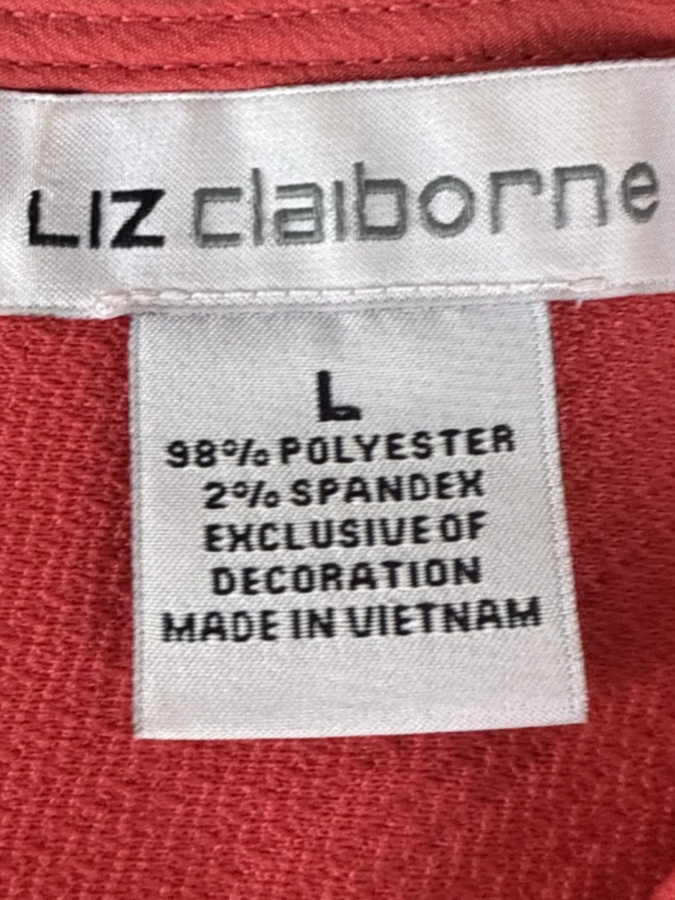 LIZ claiborne
L
98% POLYESTER
2% SPANDEX
EXCLUSIVE OF
DECORATION
MADE IN VIETNAM